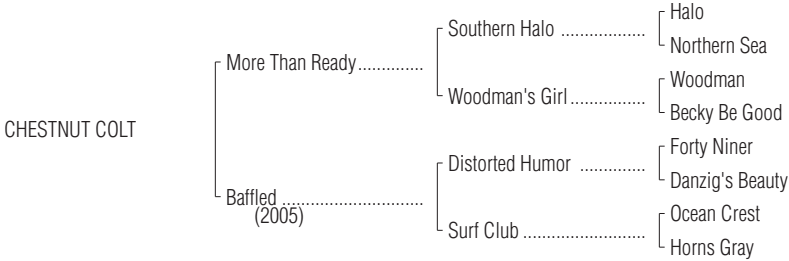 Halo
Southern Halo ...................
Northern Sea
More Than Ready..............
Woodman
Woodman's Girl.................
Becky Be Good
CHESTNUT COLT
Forty Niner
Distorted Humor ...............
Danzig's Beauty
Baffled ...............................
(2005)
Ocean Crest
Surf Club ...........................
Horns Gray